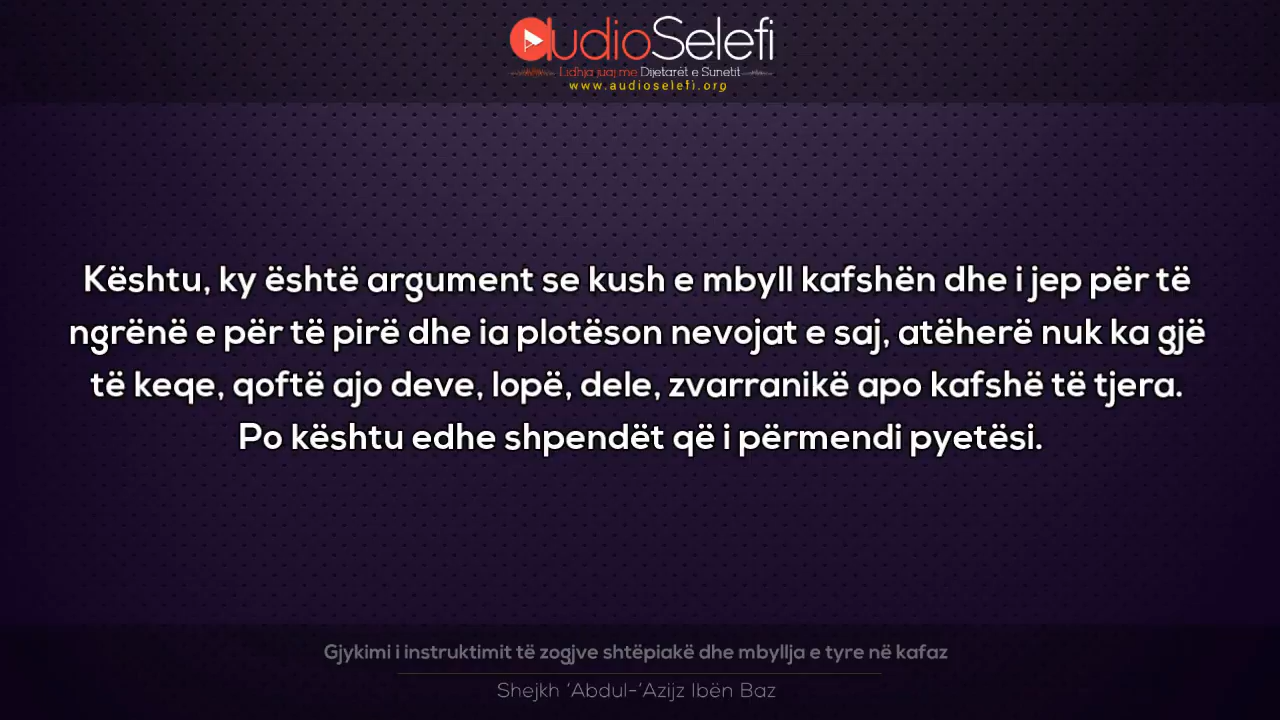 audioSelefi
Lidhja juaj me Dijetarët e Sunetit
www.audioselefi.org
Kështu, ky është argument se kush e mbyll kafshën dhe i jep për të
ngrënë e për të pirë dhe ia plotëson nevojat e saj, atëherë nuk ka gjë
të keqe, qoftë ajo deve, lopë, dele, zvarranikë apo kafshë të tjera.
Po kështu edhe shpendët që i përmendi pyetësi.
Gjykimi i instruktimit të zogjve shtëpiakë dhe mbyllja e tyre në kafaz
Shejkh ‘Abdul-‘Azijz Ibën Baz